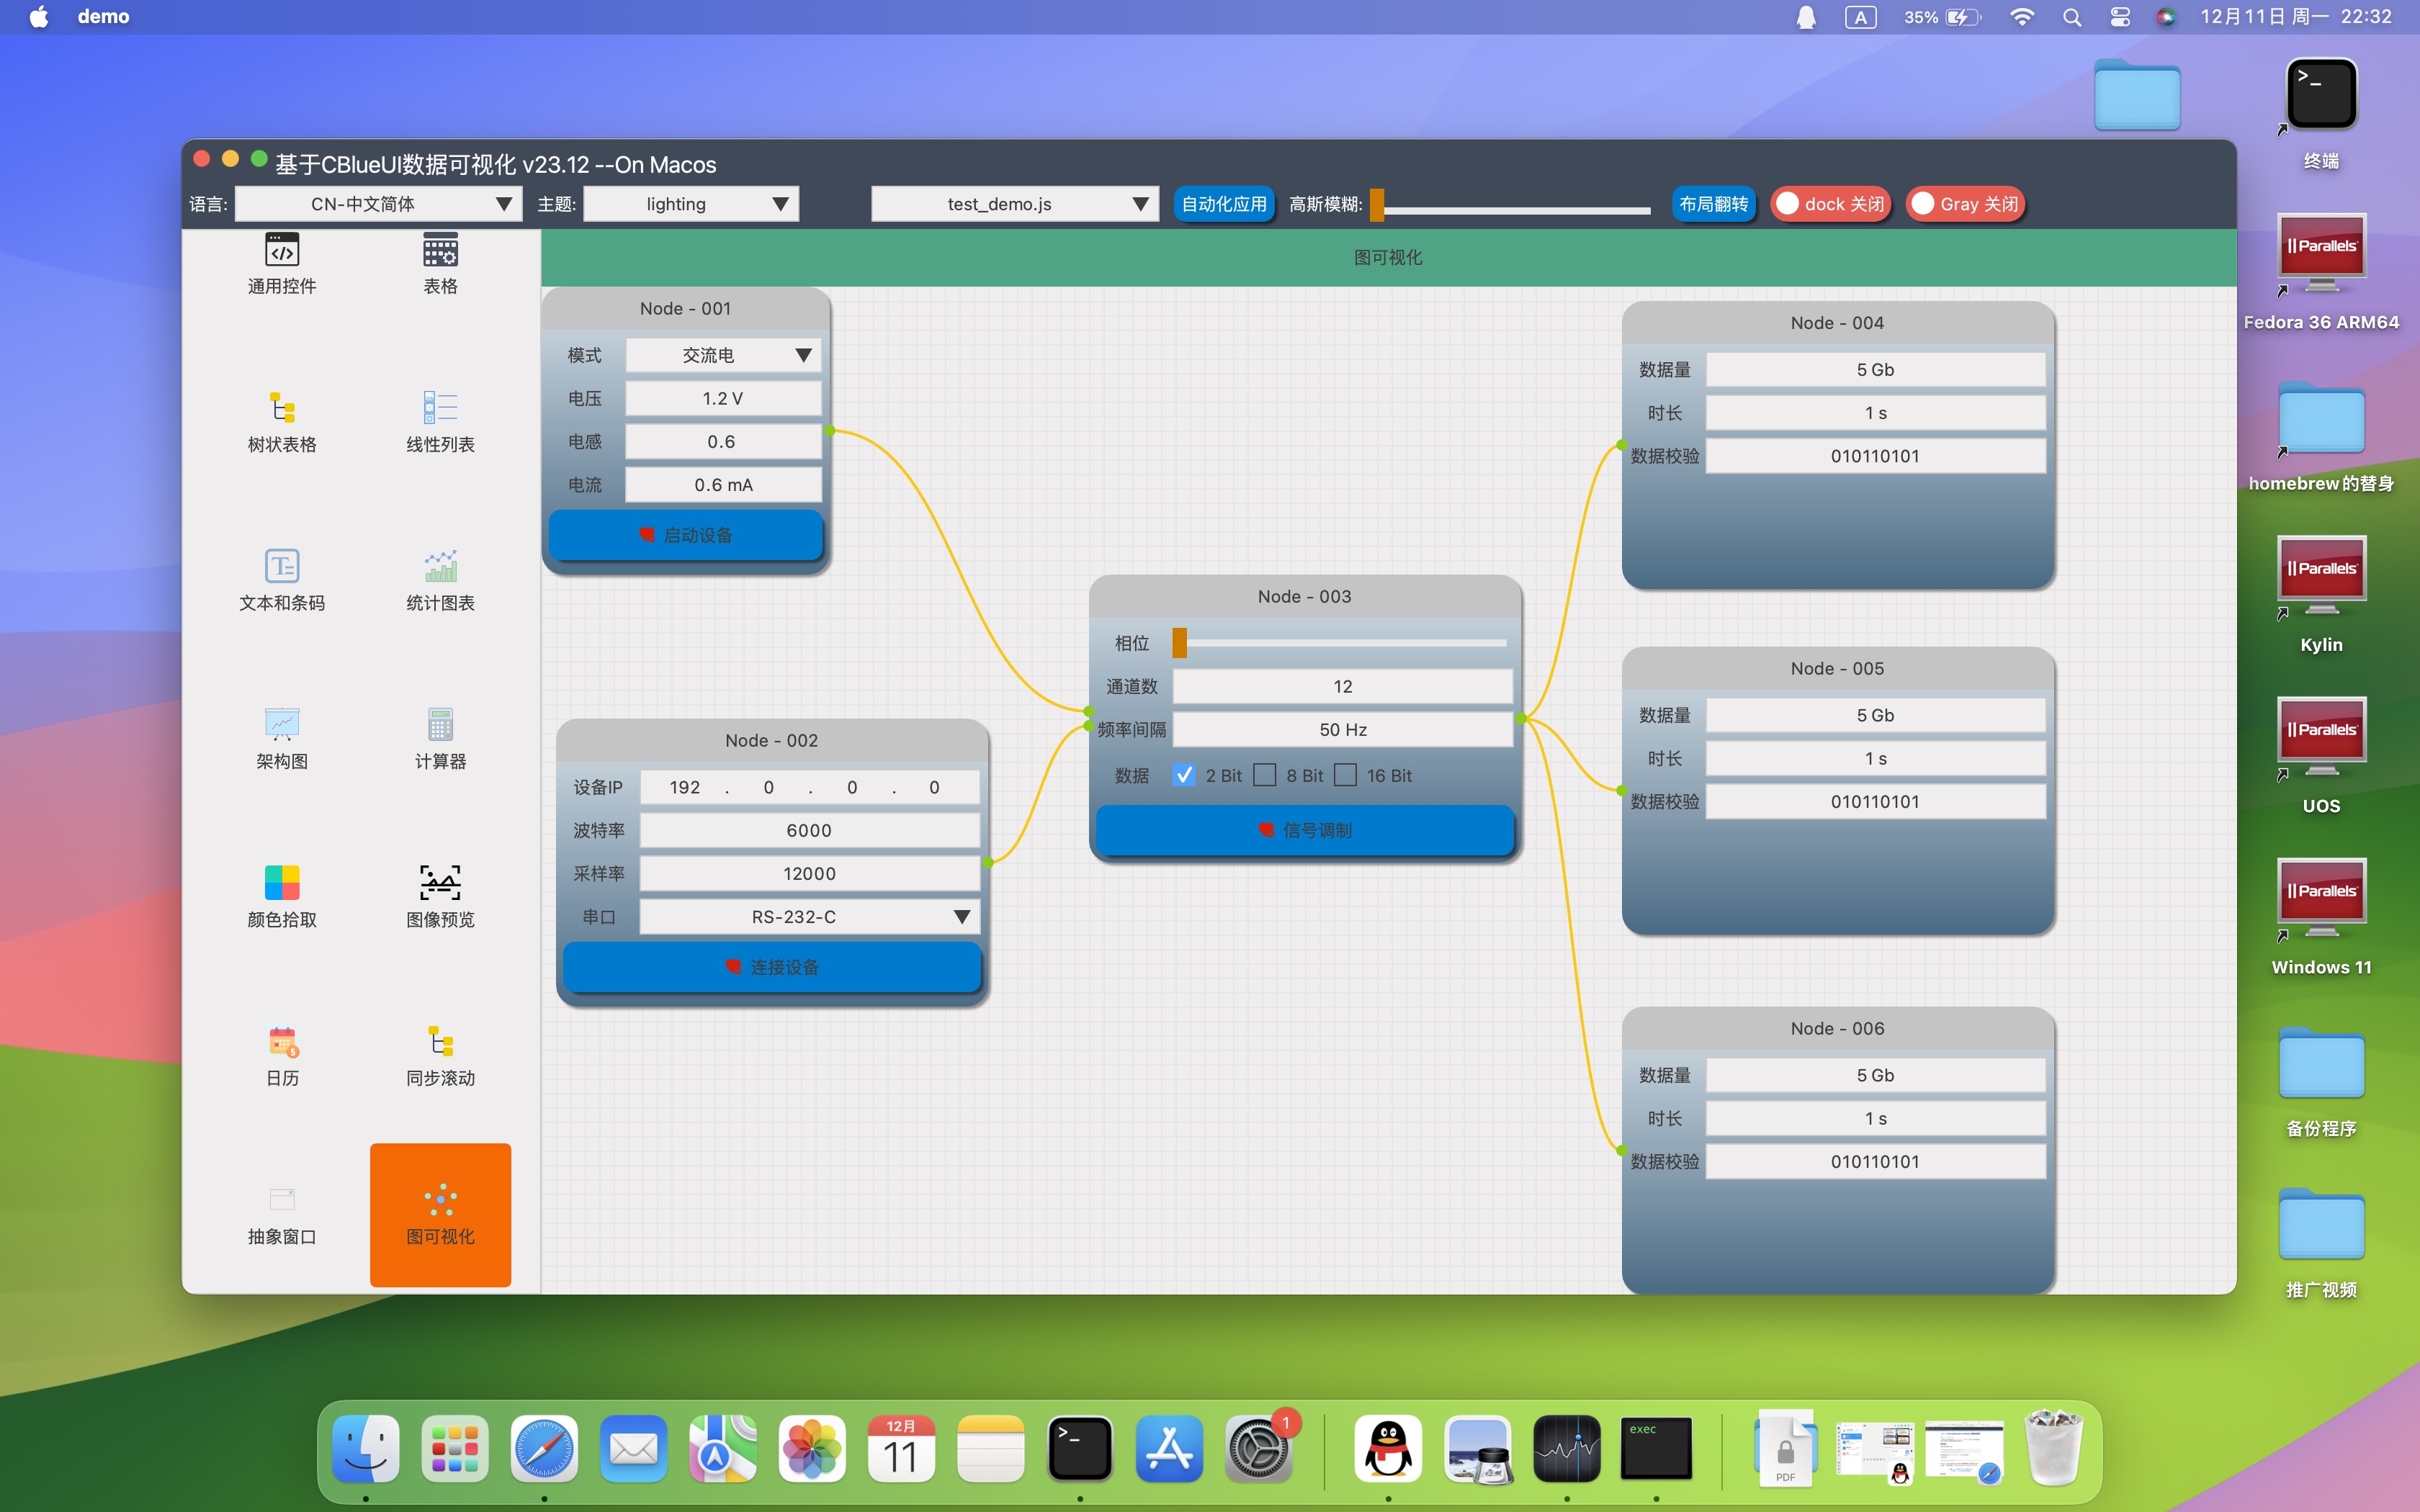 demo
A
35%
12月11日 周一 22:32
基于CBlueUI数据可视化 v23.12 --On Macos
语言: CN-中文简体 主题: lighting test_demo.js 自动化应用 高斯模糊: 布局翻转 dock 关闭 Gray 关闭
通用控件 表格
树状表格 线性列表
文本和条码 统计图表
架构图 计算器
颜色拾取 图像预览
日历 同步滚动
抽象窗口 图可视化
图可视化
Node - 001
模式 交流电
电压 1.2 V
电感 0.6
电流 0.6 mA
启动设备
Node - 002
设备IP 192 . 0 . 0 . 0
波特率 6000
采样率 12000
串口 RS-232-C
连接设备
Node - 003
相位
通道数 12
频率间隔 50 Hz
数据 2 Bit 8 Bit 16 Bit
信号调制
Node - 004
数据量 5 Gb
时长 1 s
数据校验 010110101
Node - 005
数据量 5 Gb
时长 1 s
数据校验 010110101
Node - 006
数据量 5 Gb
时长 1 s
数据校验 010110101
终端
Parallels
Fedora 36 ARM64
homebrew的替身
Parallels
Kylin
Parallels
UOS
Parallels
Windows 11
备份程序
推广视频
12月
11
1
exec
PDF